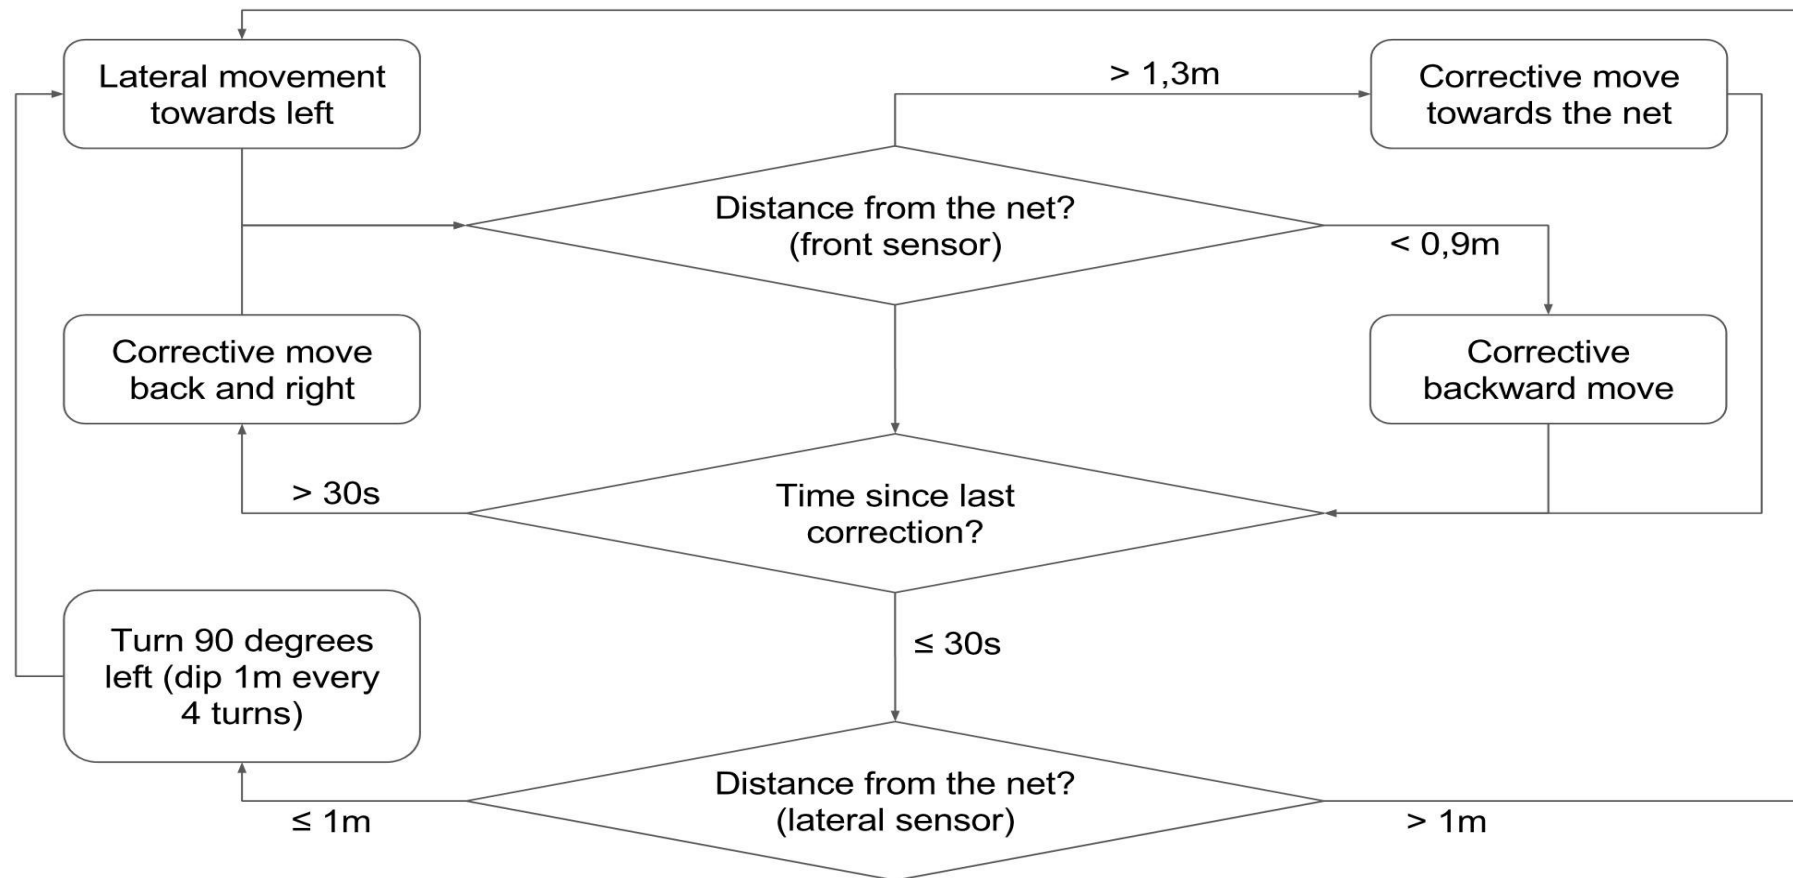 Lateral movement
towards left
> 1,3m
Corrective move
towards the net
Distance from the net?
(front sensor)
< 0,9m
Corrective move
back and right
Corrective
backward move
> 30s
Time since last
correction?
Turn 90 degrees
left (dip 1m every
4 turns)
≤ 30s
Distance from the net?
(lateral sensor)
≤ 1m
> 1m